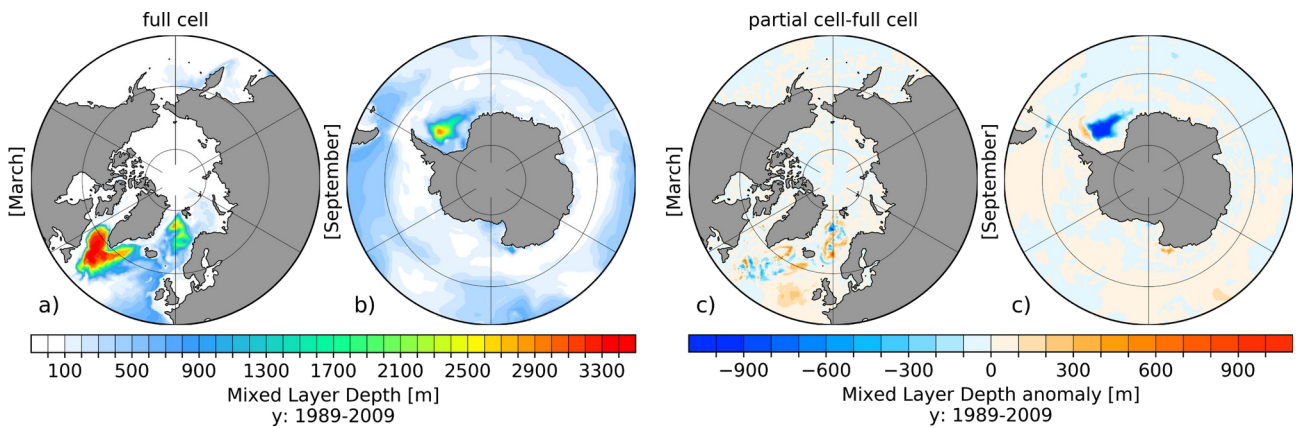 full cell
partial cell-full cell
[March]
[September]
[March]
[September]
a)
b)
c)
c)
100 500 900 1300 1700 2100 2500 2900 3300
−900 −600 −300 0 300 600 900
Mixed Layer Depth [m]
y: 1989-2009
Mixed Layer Depth anomaly [m]
y: 1989-2009